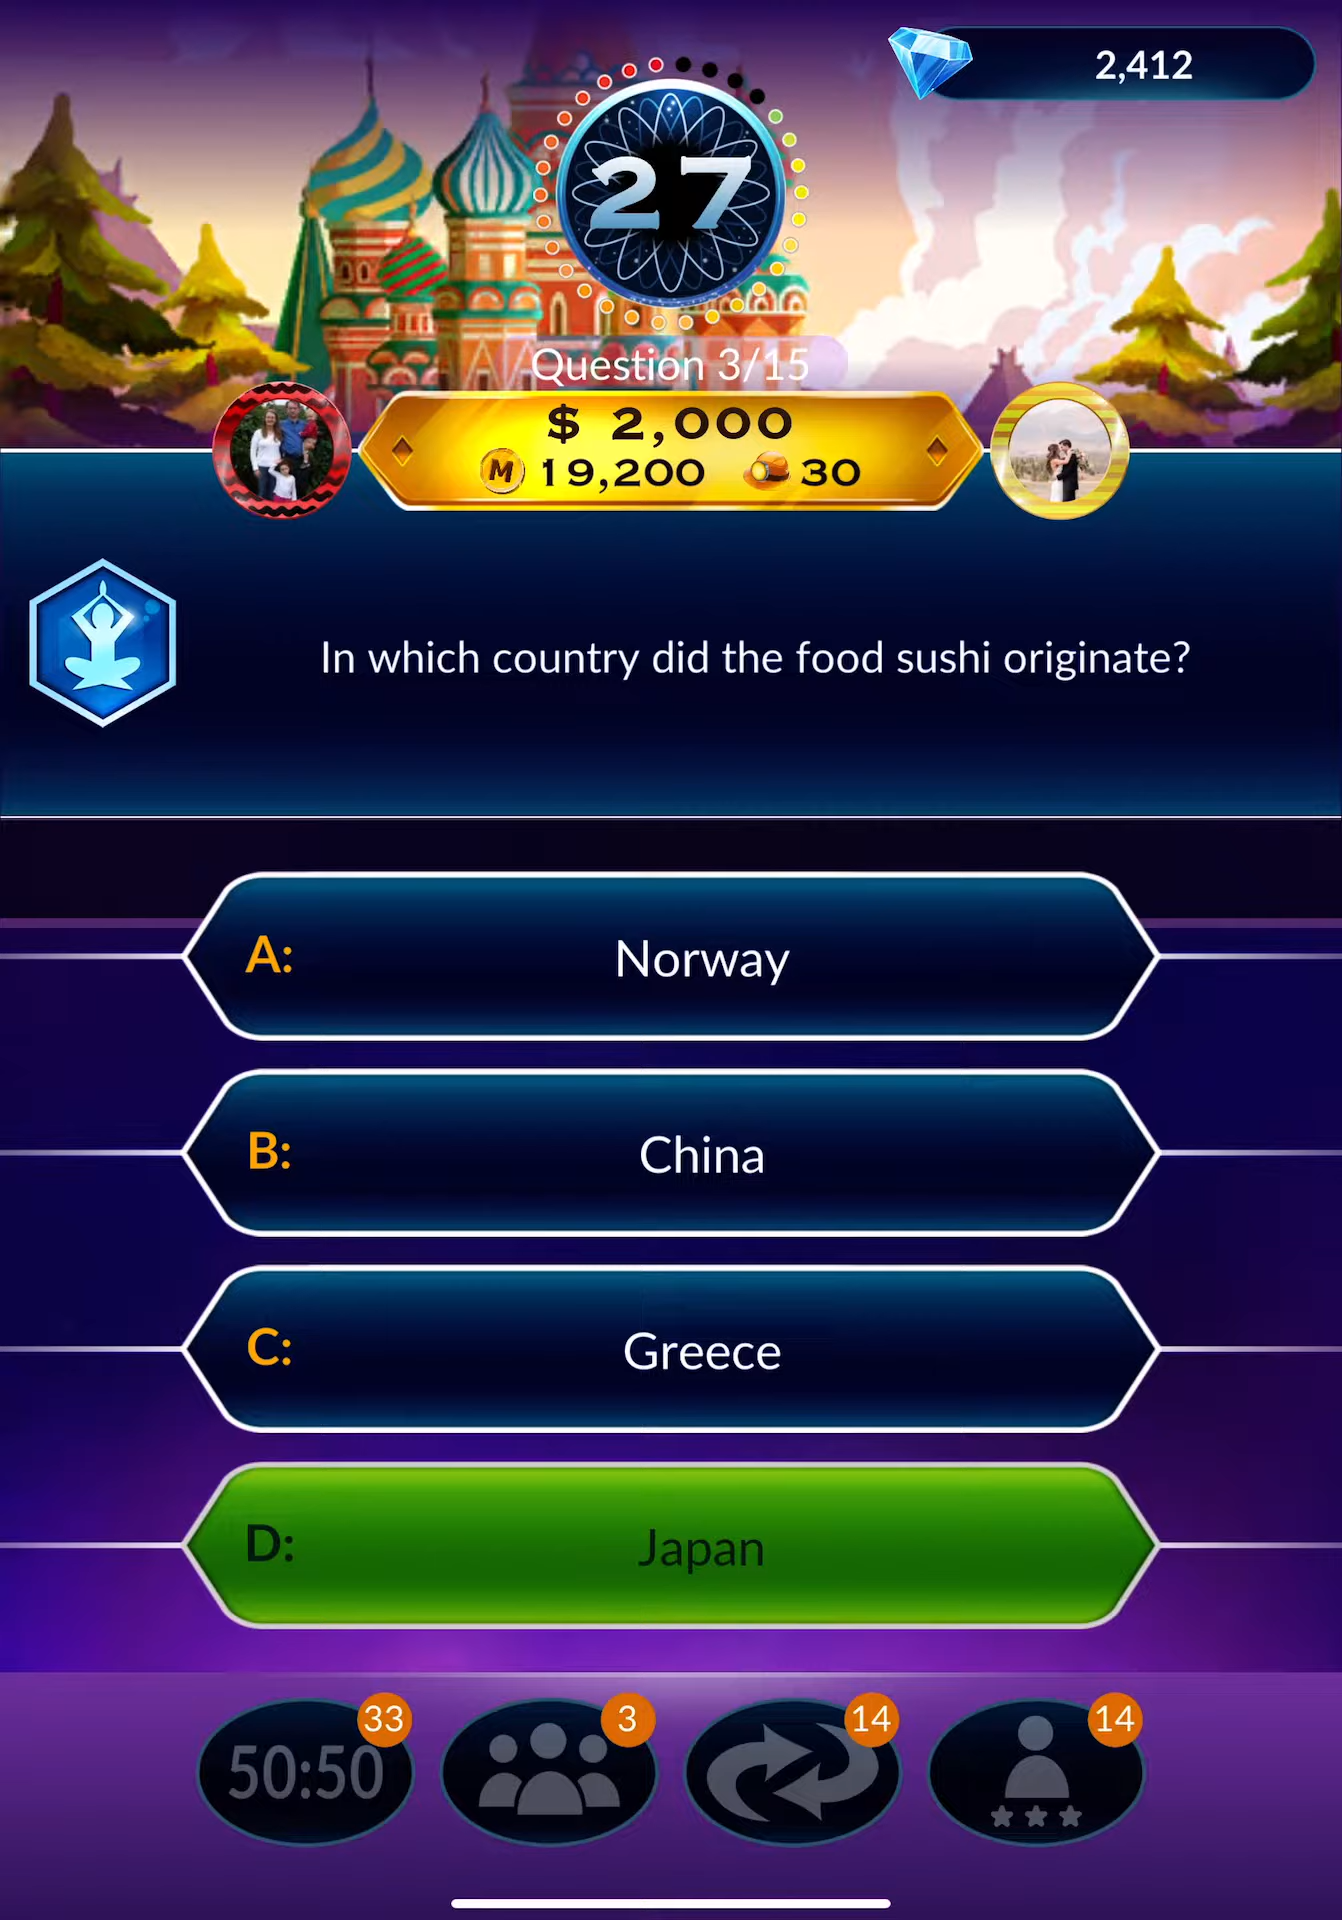 2,412
27
Question 3/15
$ 2,000
M 19,200 30
In which country did the food sushi originate?
A: Norway
B: China
C: Greece
D: Japan
33 3 14 14
50:50